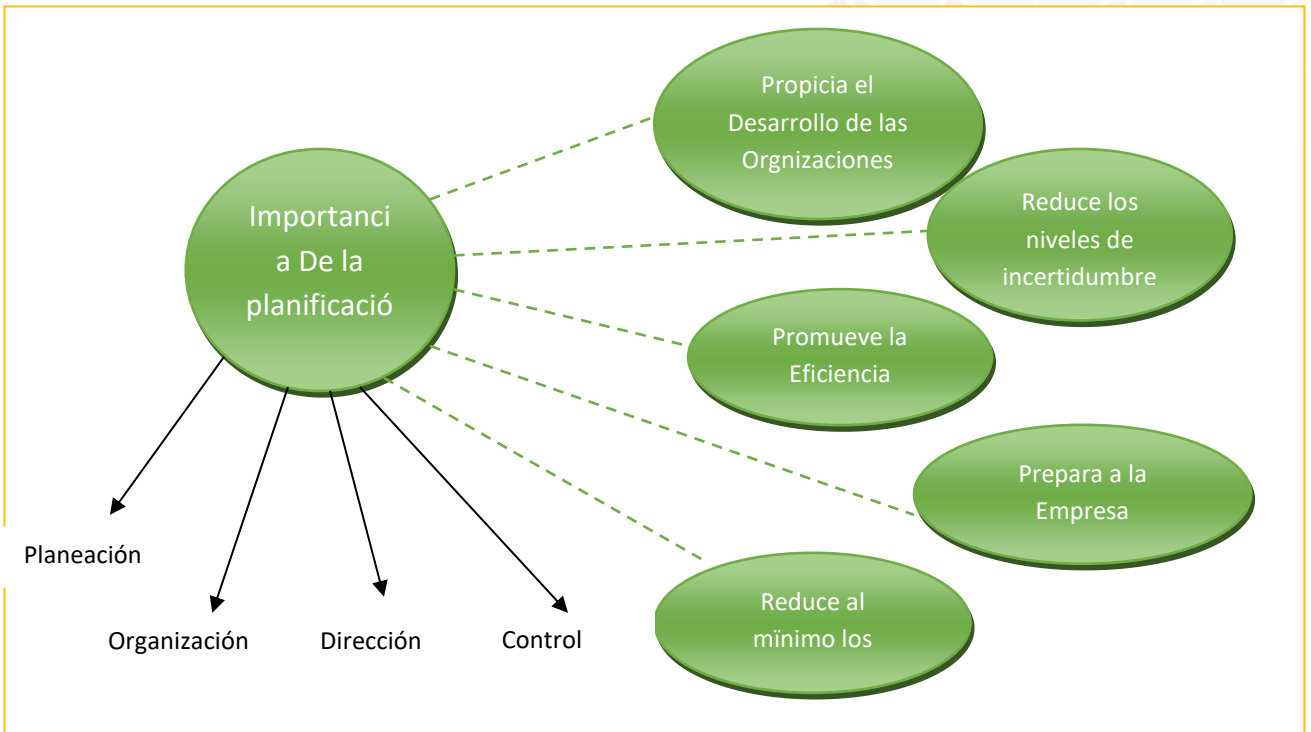 Propicia el
Desarrollo de las
Orgnizaciones
Importanci
a De la
planificació
Reduce los
niveles de
incertidumbre
Promueve la
Eficiencia
Prepara a la
Empresa
Planeación
Reduce al
mïnimo los
Organización
Dirección
Control